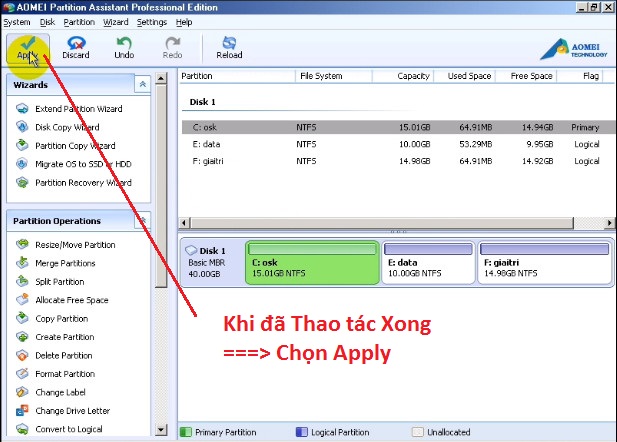 AOMEI Partition Assistant Professional Edition
System Disk Partition Wizard Settings Help
Apply Discard Undo Redo Reload
AOMEI
TECHNOLOGY
Wizards
Extend Partition Wizard
Disk Copy Wizard
Partition Copy Wizard
Migrate OS to SSD or HDD
Partition Recovery Wizard
Partition Operations
Resize/Move Partition
Merge Partitions
Split Partition
Allocate Free Space
Copy Partition
Create Partition
Delete Partition
Format Partition
Change Label
Change Drive Letter
Convert to Logical
Partition File System Capacity Used Space Free Space Flag
Disk 1
C: osk NTFS 15.01GB 64.91MB 14.94GB Primary
E: data NTFS 10.00GB 53.29MB 9.95GB Logical
F: giaitri NTFS 14.98GB 64.91MB 14.92GB Logical
Disk 1
Basic MBR
40.00GB
C: osk
15.01GB NTFS
E: data
10.00GB NTFS
F: giaitri
14.98GB NTFS
Khi đã Thao tác Xong
===> Chọn Apply
Primary Partition Logical Partition Unallocated